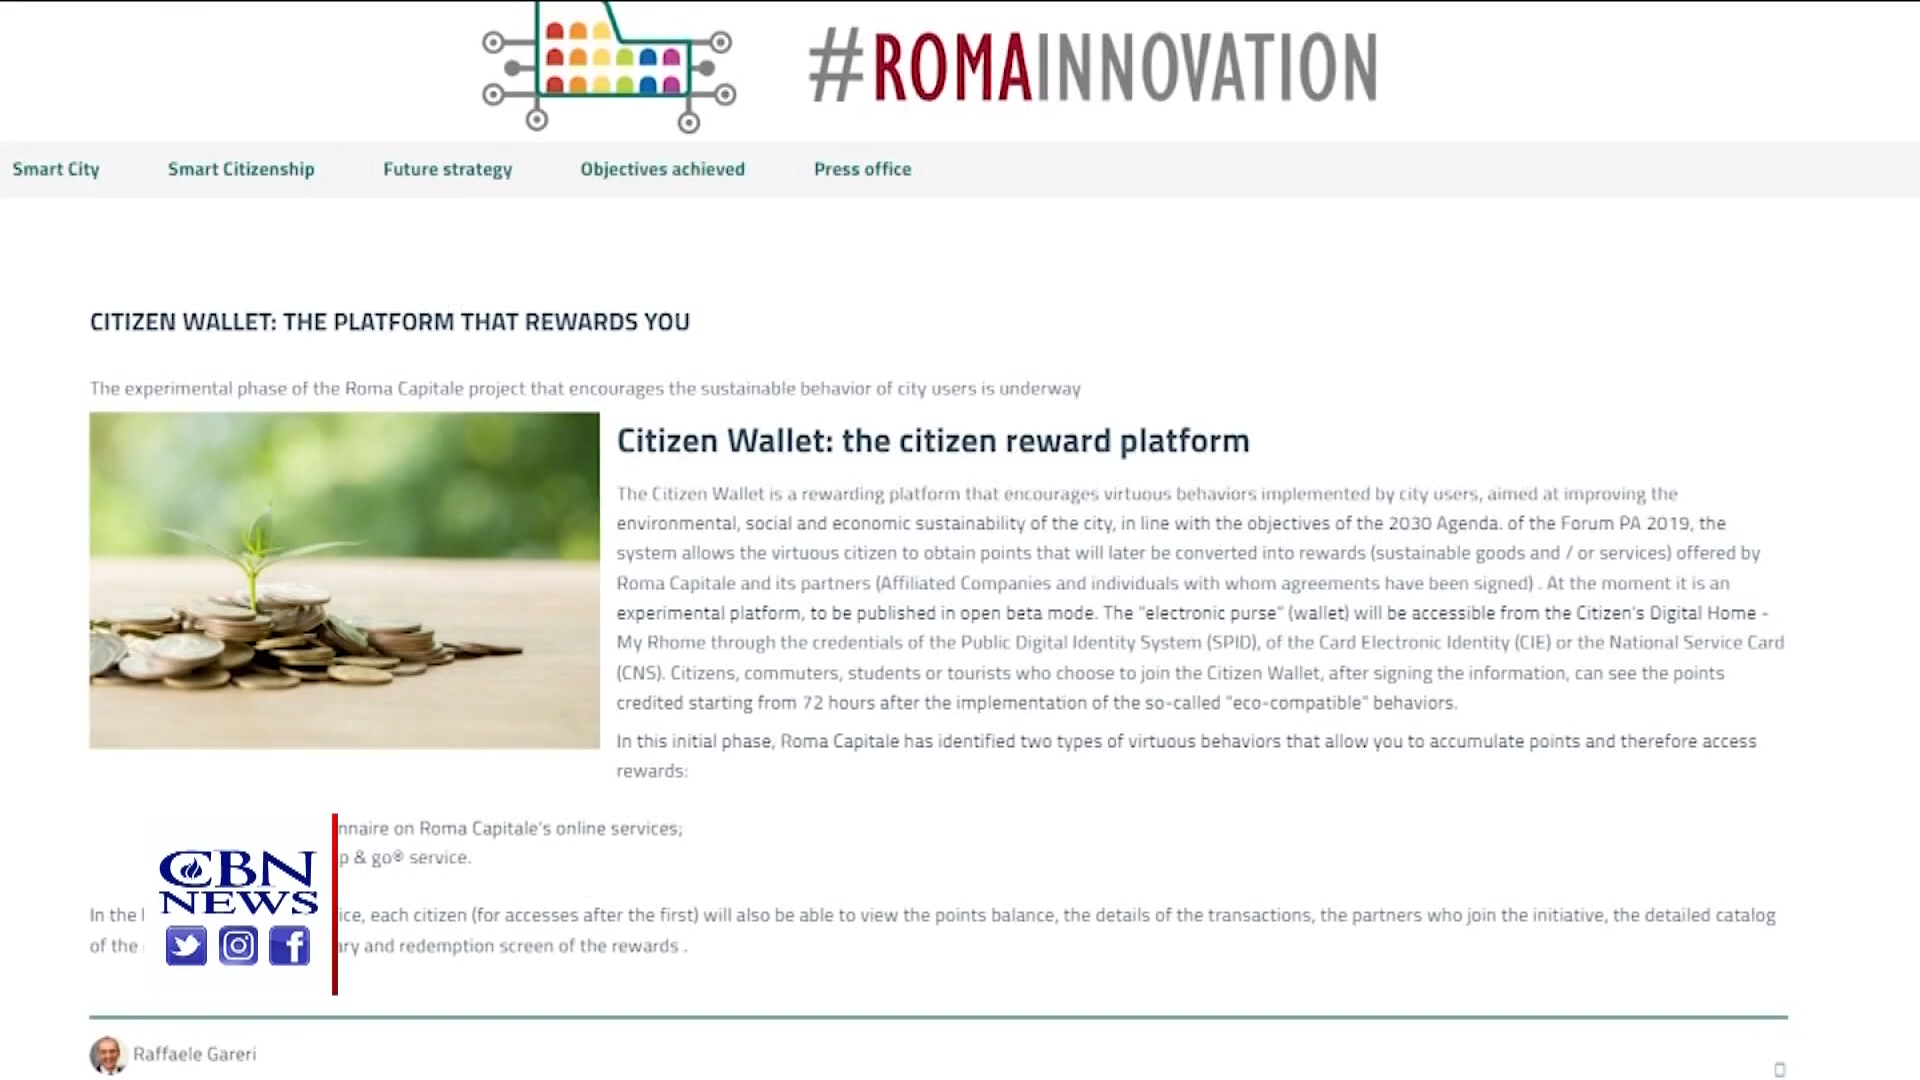 #ROMAINNOVATION
Smart City Smart Citizenship Future strategy Objectives achieved Press office
CITIZEN WALLET: THE PLATFORM THAT REWARDS YOU
The experimental phase of the Roma Capitale project that encourages the sustainable behavior of city users is underway
Citizen Wallet: the citizen reward platform
The Citizen Wallet is a rewarding platform that encourages virtuous behaviors implemented by city users, aimed at improving the
environmental, social and economic sustainability of the city, in line with the objectives of the 2030 Agenda. of the Forum PA 2019, the
system allows the virtuous citizen to obtain points that will later be converted into rewards (sustainable goods and / or services) offered by
Roma Capitale and its partners (Affiliated Companies and individuals with whom agreements have been signed) . At the moment it is an
experimental platform, to be published in open beta mode. The "electronic purse" (wallet) will be accessible from the Citizen's Digital Home -
My Rhome through the credentials of the Public Digital Identity System (SPID), of the Card Electronic Identity (CIE) or the National Service Card
(CNS). Citizens, commuters, students or tourists who choose to join the Citizen Wallet, after signing the information, can see the points
credited starting from 72 hours after the implementation of the so-called "eco-compatible" behaviors.
In this initial phase, Roma Capitale has identified two types of virtuous behaviors that allow you to accumulate points and therefore access
rewards:
nnaire on Roma Capitale's online services;
p & go® service.
In the
ice, each citizen (for accesses after the first) will also be able to view the points balance, the details of the transactions, the partners who join the initiative, the detailed catalog
of the
ary and redemption screen of the rewards .
CBN
NEWS
Raffaele Gareri